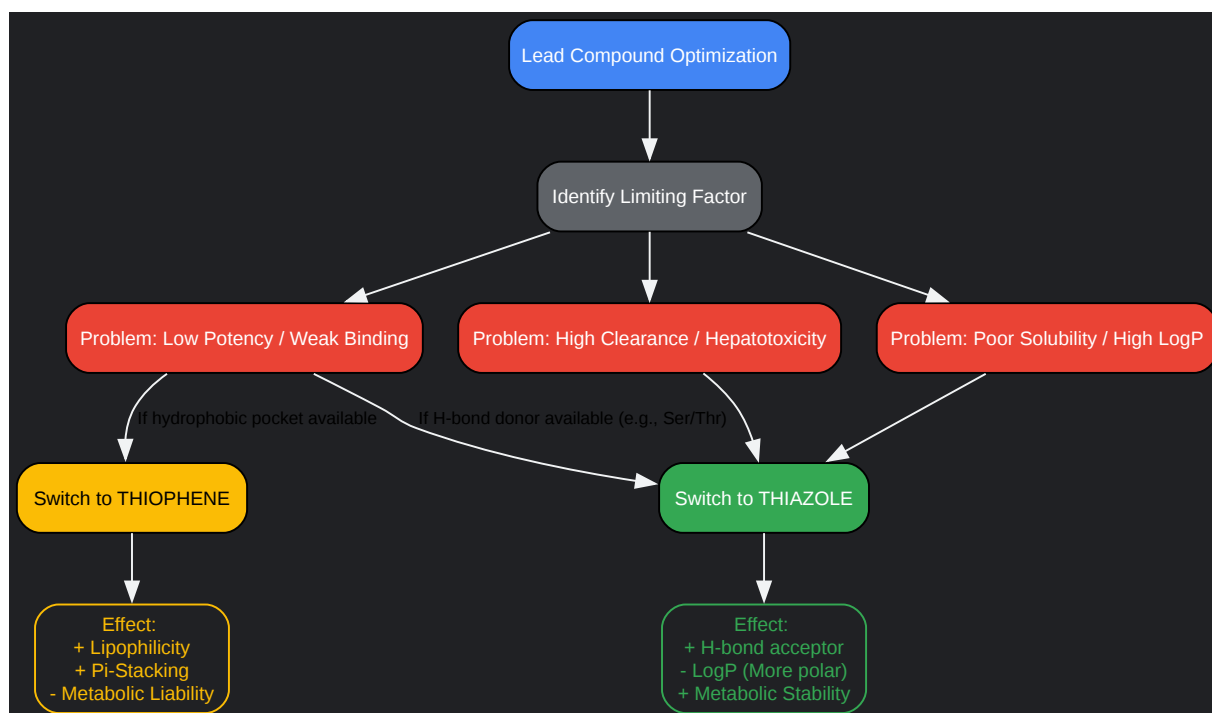 Lead Compound Optimization
Identify Limiting Factor
Problem: Low Potency / Weak Binding
Problem: High Clearance / Hepatotoxicity
Problem: Poor Solubility / High LogP
If hydrophobic pocket available
If H-bond donor available (e.g., Ser/Thr)
Switch to THIOPHENE
Switch to THIAZOLE
Effect:
+ Lipophilicity
+ Pi-Stacking
- Metabolic Liability
Effect:
+ H-bond acceptor
- LogP (More polar)
+ Metabolic Stability